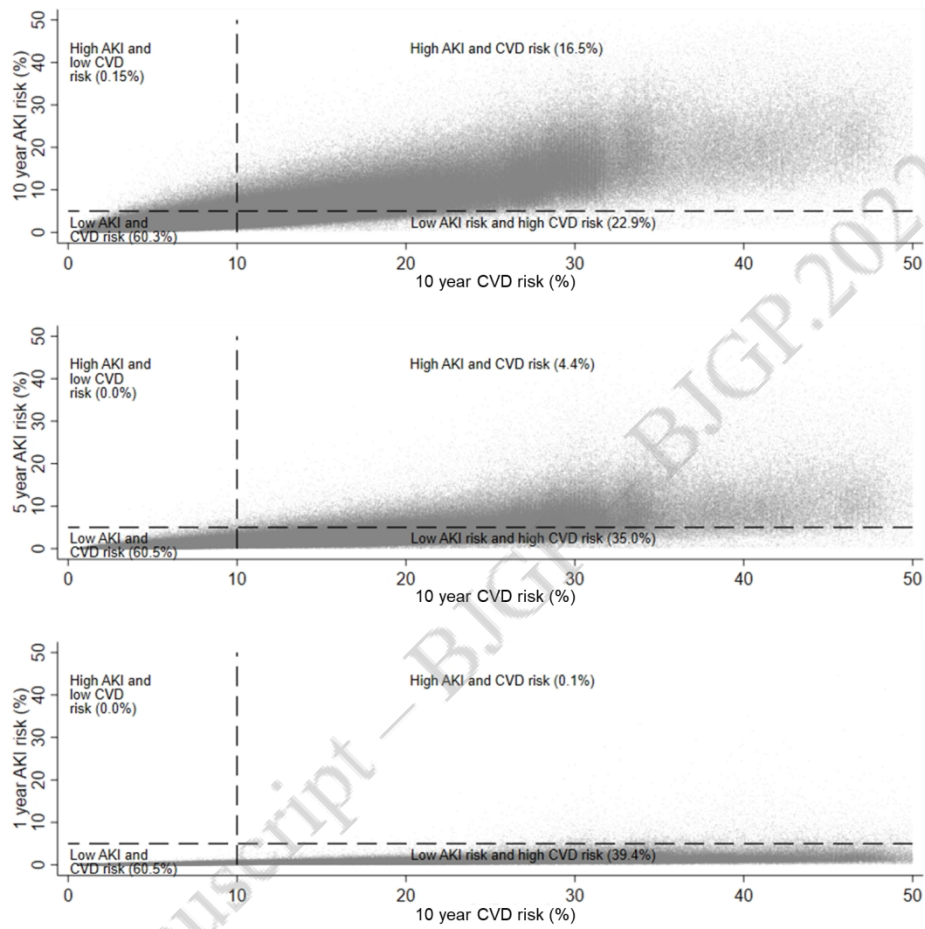 50
40
30
20
10
0
10 year AKI risk (%)
High AKI and
low CVD
risk (0.15%)
High AKI and CVD risk (16.5%)
Low AKI and
CVD risk (60.3%)
Low AKI risk and high CVD risk (22.9%)
0 10 20 30 40 50
10 year CVD risk (%)
50
40
30
20
10
0
5 year AKI risk (%)
High AKI and
low CVD
risk (0.0%)
High AKI and CVD risk (4.4%)
Low AKI and
CVD risk (60.5%)
Low AKI risk and high CVD risk (35.0%)
0 10 20 30 40 50
10 year CVD risk (%)
50
40
30
20
10
0
1 year AKI risk (%)
High AKI and
low CVD
risk (0.0%)
High AKI and CVD risk (0.1%)
Low AKI and
CVD risk (60.5%)
Low AKI risk and high CVD risk (39.4%)
0 10 20 30 40 50
10 year CVD risk (%)
– BJGP – BJGP.202